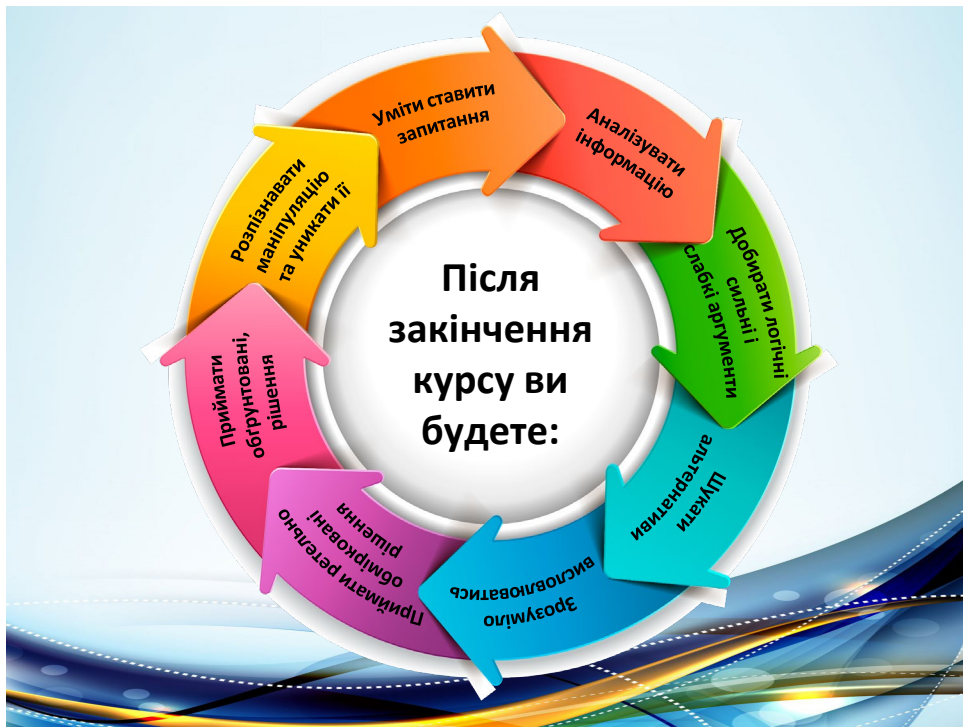 Після
закінчення
курсу ви
будете:
Уміти ставити
запитання
Аналізувати
інформацію
Добирати логічні
сильні і
слабкі аргументи
Шукати
альтернативи
Зрозуміло
висловлюватись
Приймати ретельно
обмірковані
рішення
Приймати
обґрунтовані,
рішення
Розпізнавати
маніпуляцію
та уникати її